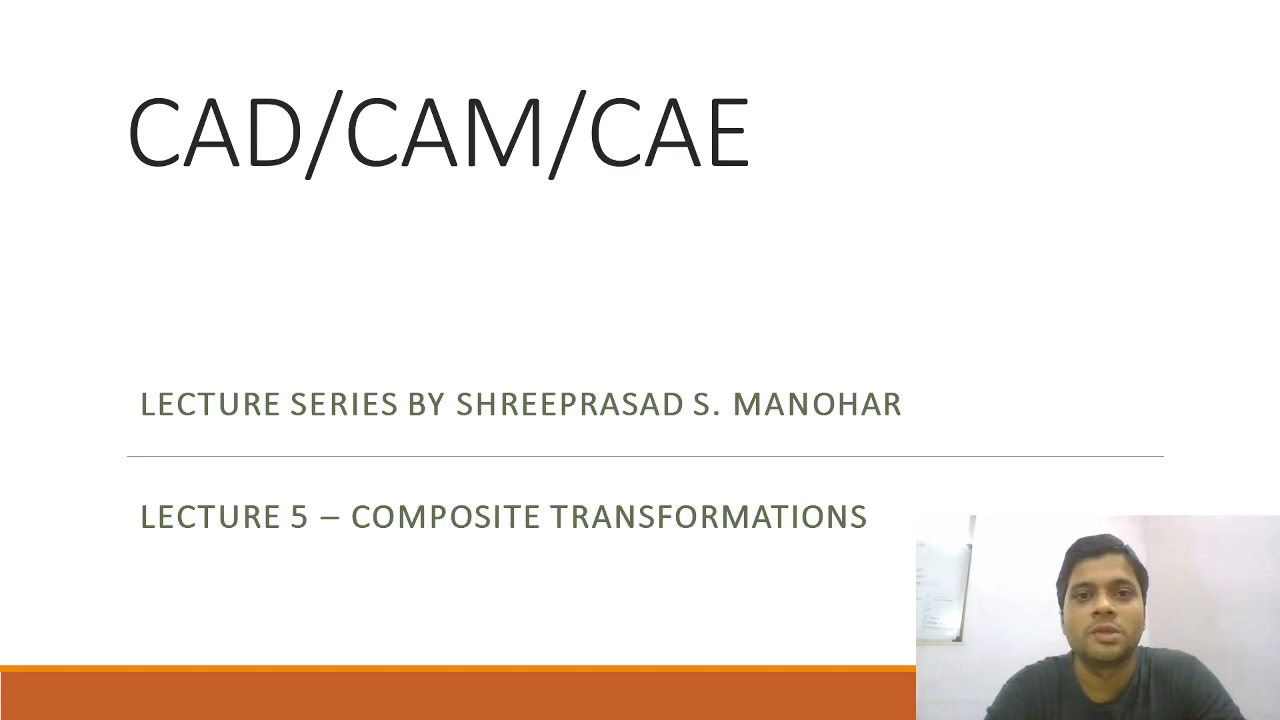 CAD/CAM/CAE
LECTURE SERIES BY SHREEPRASAD S. MANOHAR
LECTURE 5 – COMPOSITE TRANSFORMATIONS